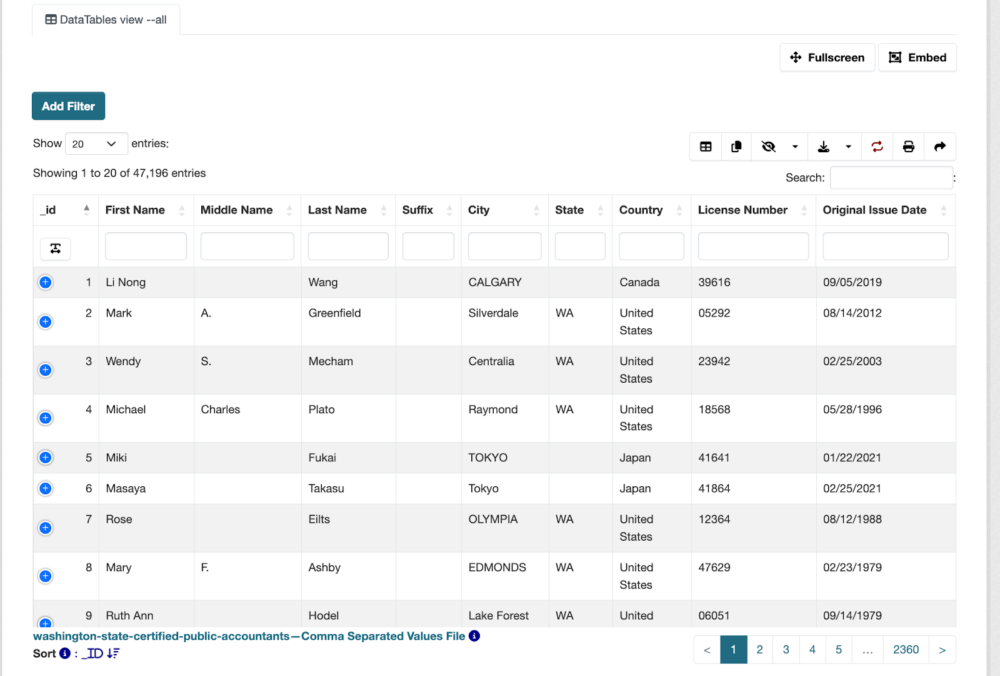 DataTables view --all
Fullscreen Embed
Add Filter
Show 20 entries:
Showing 1 to 20 of 47,196 entries
Search: :
_id First Name Middle Name Last Name Suffix City State Country License Number Original Issue Date
1 Li Nong Wang CALGARY Canada 39616 09/05/2019
2 Mark A. Greenfield Silverdale WA United States 05292 08/14/2012
3 Wendy S. Mecham Centralia WA United States 23942 02/25/2003
4 Michael Charles Plato Raymond WA United States 18568 05/28/1996
5 Miki Fukai TOKYO Japan 41641 01/22/2021
6 Masaya Takasu Tokyo Japan 41864 02/25/2021
7 Rose Eilts OLYMPIA WA United States 12364 08/12/1988
8 Mary F. Ashby EDMONDS WA United States 47629 02/23/1979
9 Ruth Ann Hodel Lake Forest WA United 06051 09/14/1979
washington-state-certified-public-accountants—Comma Separated Values File
Sort : _ID
< 1 2 3 4 5 … 2360 >